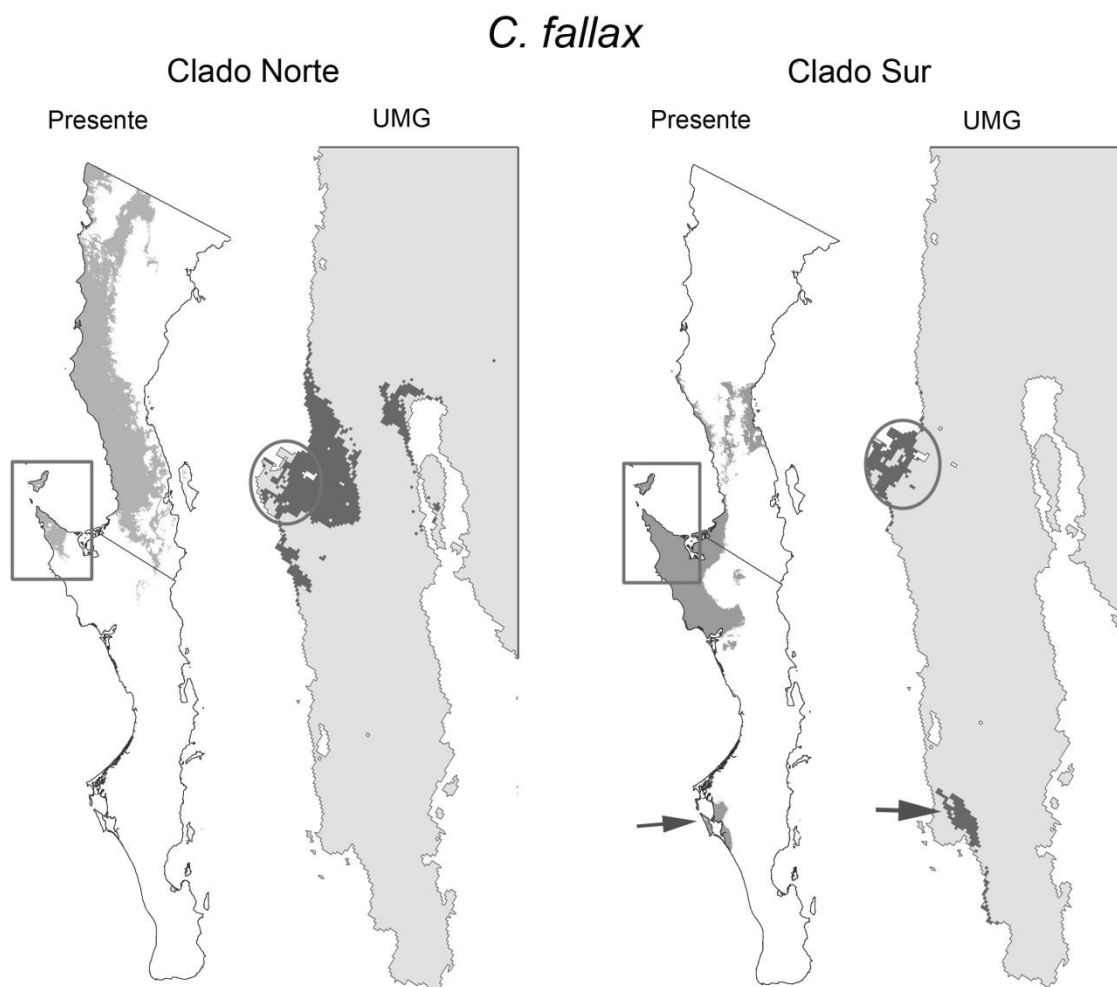 C. fallax
Clado Norte
Clado Sur
Presente
UMG
Presente
UMG